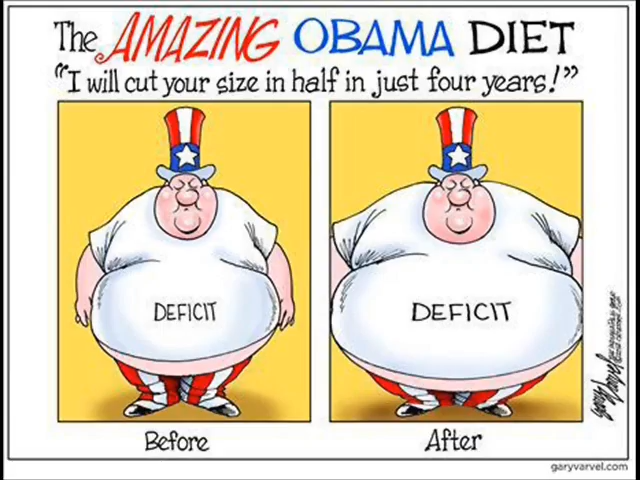 The AMAZING OBAMA DIET
"I will cut your size in half in just four years!"
DEFICIT
DEFICIT
Before
After
garyvarvel.com